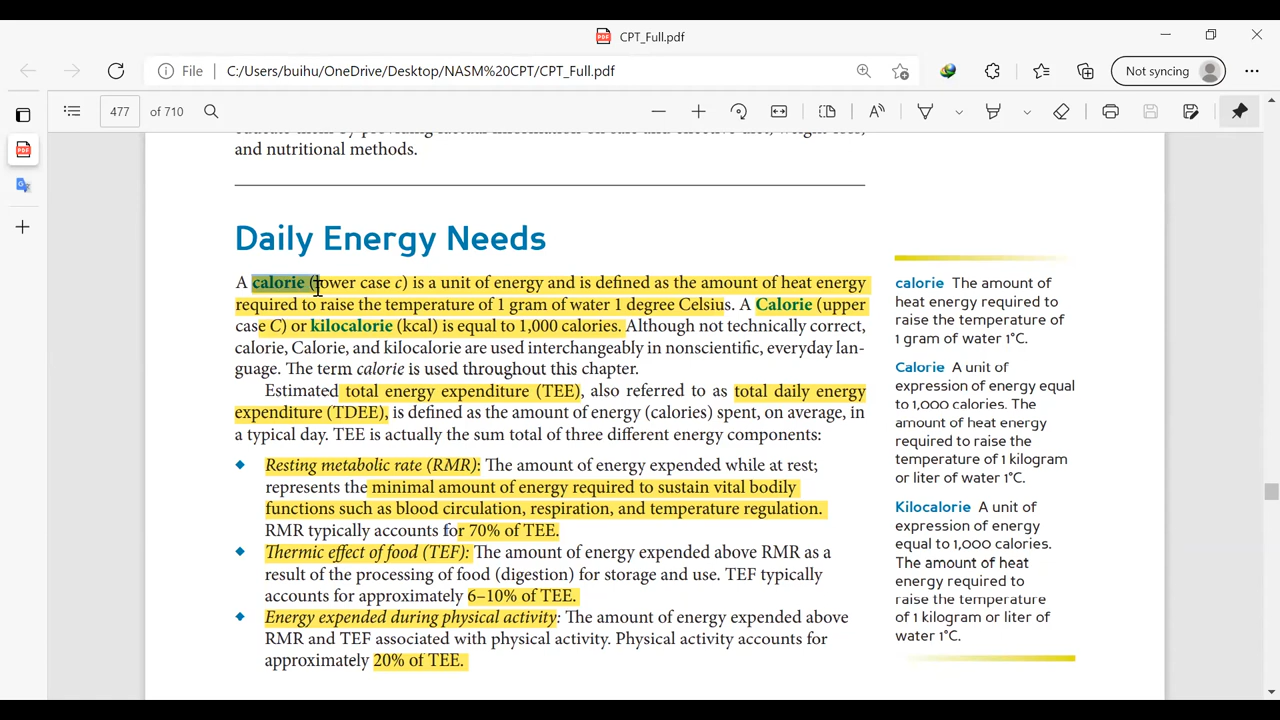 CPT_Full.pdf
File C:/Users/buihu/OneDrive/Desktop/NASM%20CPT/CPT_Full.pdf
Not syncing
477 of 710
and nutritional methods.
Daily Energy Needs
A calorie (lower case c) is a unit of energy and is defined as the amount of heat energy
required to raise the temperature of 1 gram of water 1 degree Celsius. A Calorie (upper
case C) or kilocalorie (kcal) is equal to 1,000 calories. Although not technically correct,
calorie, Calorie, and kilocalorie are used interchangeably in nonscientific, everyday lan-
guage. The term calorie is used throughout this chapter.
Estimated total energy expenditure (TEE), also referred to as total daily energy
expenditure (TDEE), is defined as the amount of energy (calories) spent, on average, in
a typical day. TEE is actually the sum total of three different energy components:
◆ Resting metabolic rate (RMR): The amount of energy expended while at rest;
represents the minimal amount of energy required to sustain vital bodily
functions such as blood circulation, respiration, and temperature regulation.
RMR typically accounts for 70% of TEE.
◆ Thermic effect of food (TEF): The amount of energy expended above RMR as a
result of the processing of food (digestion) for storage and use. TEF typically
accounts for approximately 6–10% of TEE.
◆ Energy expended during physical activity: The amount of energy expended above
RMR and TEF associated with physical activity. Physical activity accounts for
approximately 20% of TEE.
calorie The amount of
heat energy required to
raise the temperature of
1 gram of water 1°C.
Calorie A unit of
expression of energy equal
to 1,000 calories. The
amount of heat energy
required to raise the
temperature of 1 kilogram
or liter of water 1°C.
Kilocalorie A unit of
expression of energy
equal to 1,000 calories.
The amount of heat
energy required to
raise the temperature
of 1 kilogram or liter of
water 1°C.